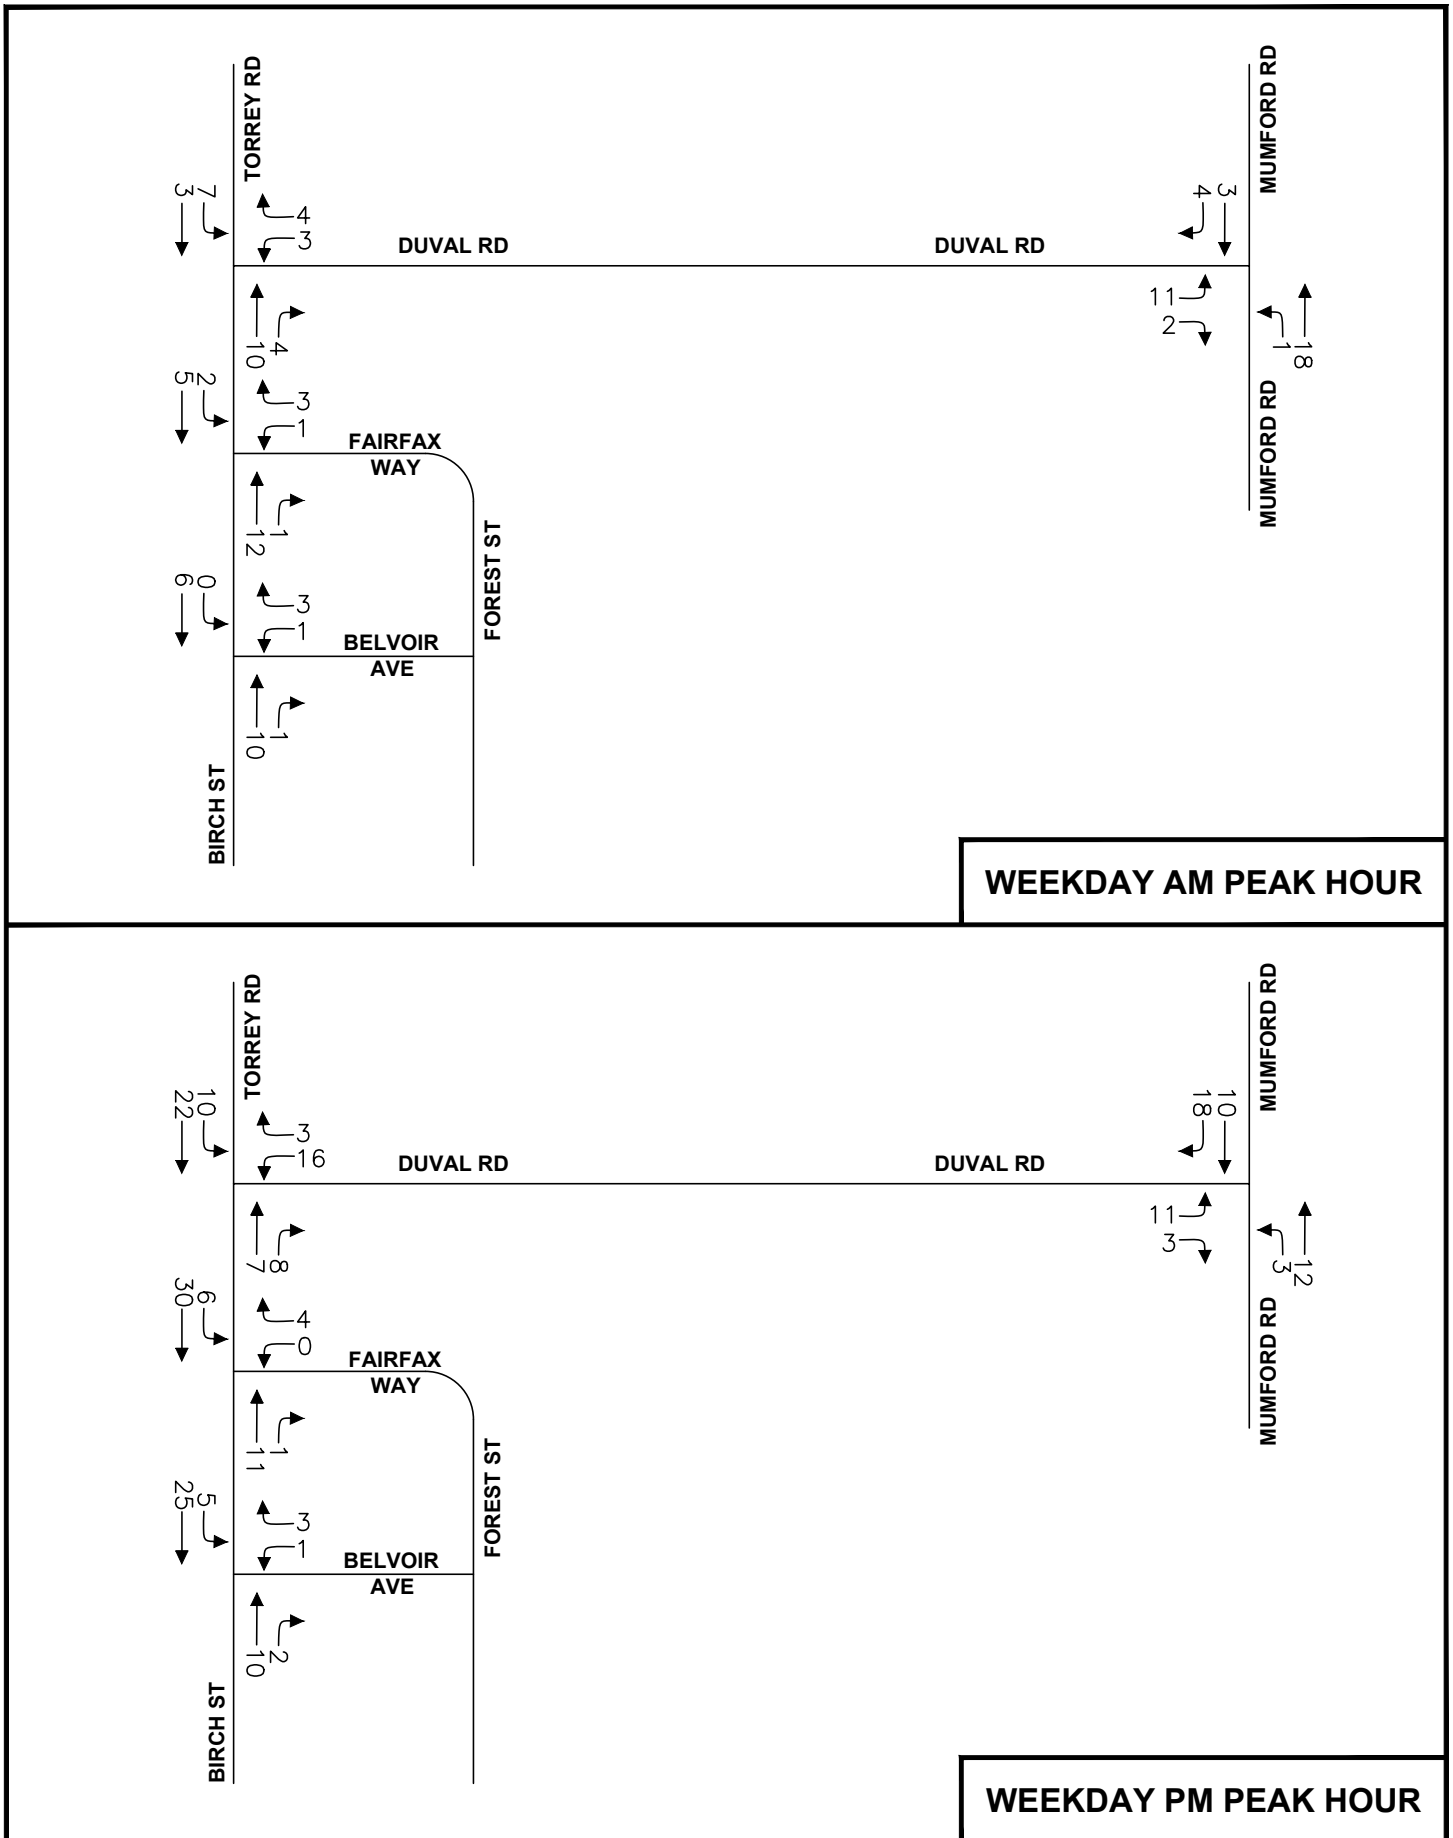 TORREY RD
MUMFORD RD
7
3
4
3
DUVAL RD
DUVAL RD
4
3
11
2
1
18
10
4
MUMFORD RD
2
5
3
1
FAIRFAX
WAY
12
1
FOREST ST
0
6
3
1
BELVOIR
AVE
10
1
BIRCH ST
WEEKDAY AM PEAK HOUR
TORREY RD
MUMFORD RD
10
22
3
16
DUVAL RD
DUVAL RD
18
10
11
3
3
12
7
8
MUMFORD RD
6
30
4
0
FAIRFAX
WAY
11
1
FOREST ST
5
25
3
1
BELVOIR
AVE
10
2
BIRCH ST
WEEKDAY PM PEAK HOUR